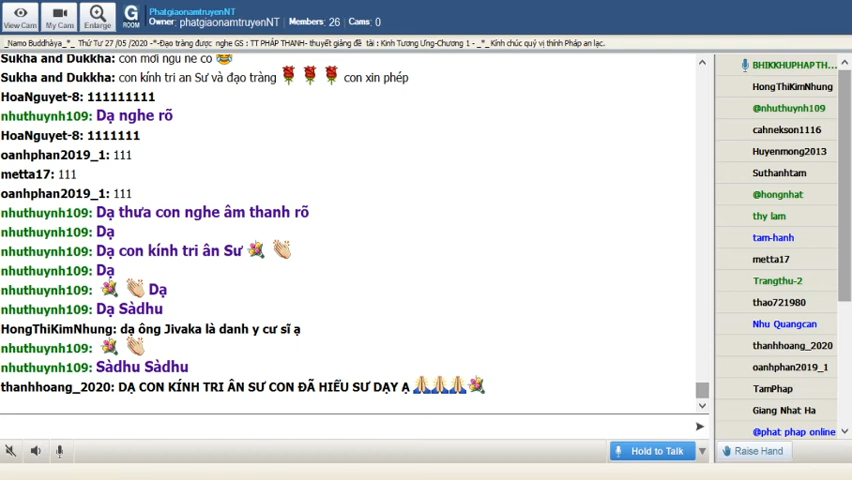 View Cam
My Cam
Enlarge
G
ROOM
PhatgiaonamtruyenNT
Owner: phatgiaonamtruyenNT | Members: 26 | Cams: 0
_Namo Buddhàya_*_ Thứ Tư 27 /05 /2020 -*-Đạo tràng được nghe GS : TT PHÁP THANH- thuyết giảng đề tài : Kinh Tương Ưng-Chương 1 - _*_ Kính chúc quý vị thính Pháp an lạc.
Sukha and Dukkha: con mới ngủ nè cô 😂
Sukha and Dukkha: con kính tri ân Sư và đạo tràng 🌹 🌹 🌹 con xin phép
HoaNguyet-8: 111111111
nhuthuynh109: Dạ nghe rõ
HoaNguyet-8: 1111111
oanhphan2019_1: 111
metta17: 111
oanhphan2019_1: 111
nhuthuynh109: Dạ thưa con nghe âm thanh rõ
nhuthuynh109: Dạ
nhuthuynh109: Dạ con kính tri ân Sư 💐 👏
nhuthuynh109: Dạ
nhuthuynh109: 💐 👏 Dạ
nhuthuynh109: Dạ Sàdhu
HongThiKimNhung: dạ ông Jivaka là danh y cư sĩ ạ
nhuthuynh109: 💐 👏
nhuthuynh109: Sàdhu Sàdhu
thanhhoang_2020: DẠ CON KÍNH TRI ÂN SƯ CON ĐÃ HIỂU SƯ DẠY Ạ 🙏🙏🙏💐
Hold to Talk
BHIKKHUPHAPTH...
HongThiKimNhung
@nhuthuynh109
cahnekson1116
Huyenmong2013
Suthanhtam
@hongnhat
thy lam
tam-hanh
metta17
Trangthu-2
thao721980
Nhu Quangcan
thanhhoang_2020
oanhphan2019_1
TamPhap
Giang Nhat Ha
@phat phap online
Raise Hand